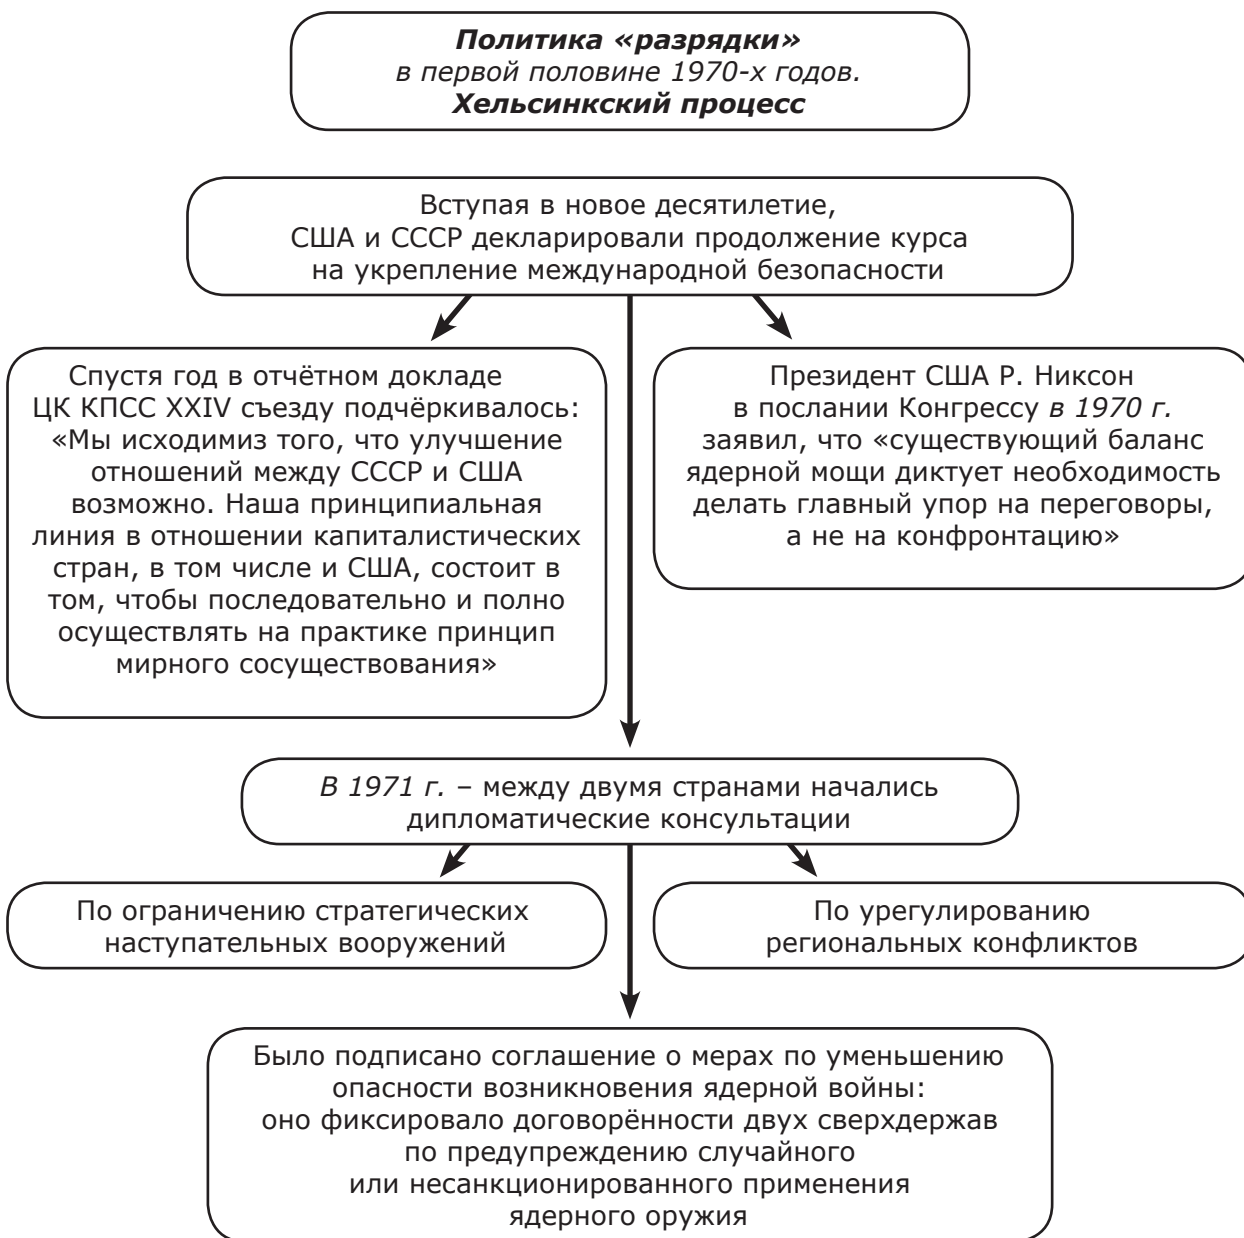 Политика «разрядки»
в первой половине 1970-х годов.
Хельсинкский процесс
Вступая в новое десятилетие,
США и СССР декларировали продолжение курса
на укрепление международной безопасности
Спустя год в отчётном докладе
ЦК КПСС XXIV съезду подчёркивалось:
«Мы исходимиз того, что улучшение
отношений между СССР и США
возможно. Наша принципиальная
линия в отношении капиталистических
стран, в том числе и США, состоит в
том, чтобы последовательно и полно
осуществлять на практике принцип
мирного сосуществования»
Президент США Р. Никсон
в послании Конгрессу в 1970 г.
заявил, что «существующий баланс
ядерной мощи диктует необходимость
делать главный упор на переговоры,
а не на конфронтацию»
В 1971 г. – между двумя странами начались
дипломатические консультации
По ограничению стратегических
наступательных вооружений
По урегулированию
региональных конфликтов
Было подписано соглашение о мерах по уменьшению
опасности возникновения ядерной войны:
оно фиксировало договорённости двух сверхдержав
по предупреждению случайного
или несанкционированного применения
ядерного оружия